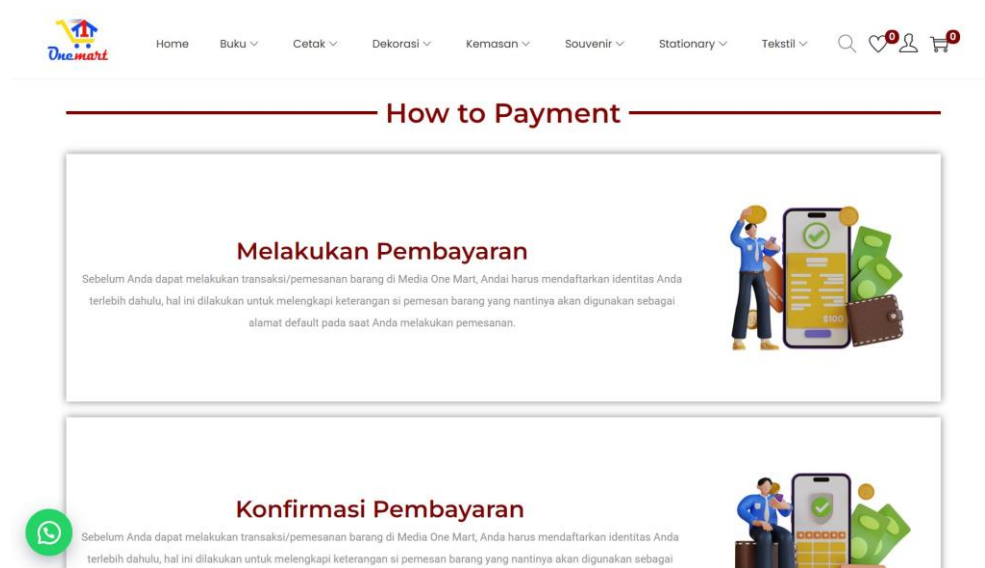 Onemart
Home Buku Cetak Dekorasi Kemasan Souvenir Stationary Tekstil 0 0
How to Payment
Melakukan Pembayaran
Sebelum Anda dapat melakukan transaksi/pemesanan barang di Media One Mart, Andai harus mendaftarkan identitas Anda
terlebih dahulu, hal ini dilakukan untuk melengkapi keterangan si pemesan barang yang nantinya akan digunakan sebagai
alamat default pada saat Anda melakukan pemesanan.
$100
Konfirmasi Pembayaran
Sebelum Anda dapat melakukan transaksi/pemesanan barang di Media One Mart, Anda harus mendaftarkan identitas Anda
terlebih dahulu, hal ini dilakukan untuk melengkapi keterangan si pemesan barang yang nantinya akan digunakan sebagai